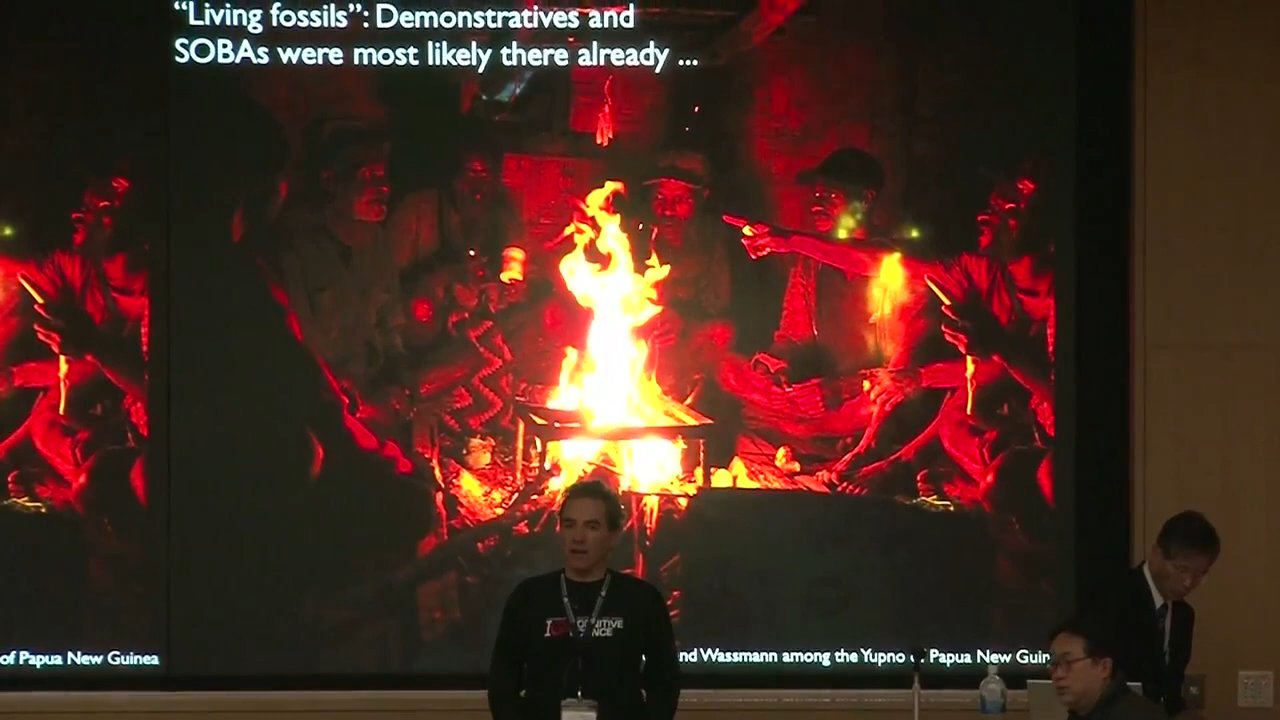 “Living fossils”: Demonstratives and
SOBAs were most likely there already ...
of Papua New Guinea
nd Wassmann among the Yupno Papua New Guin
I
COGNITIVE